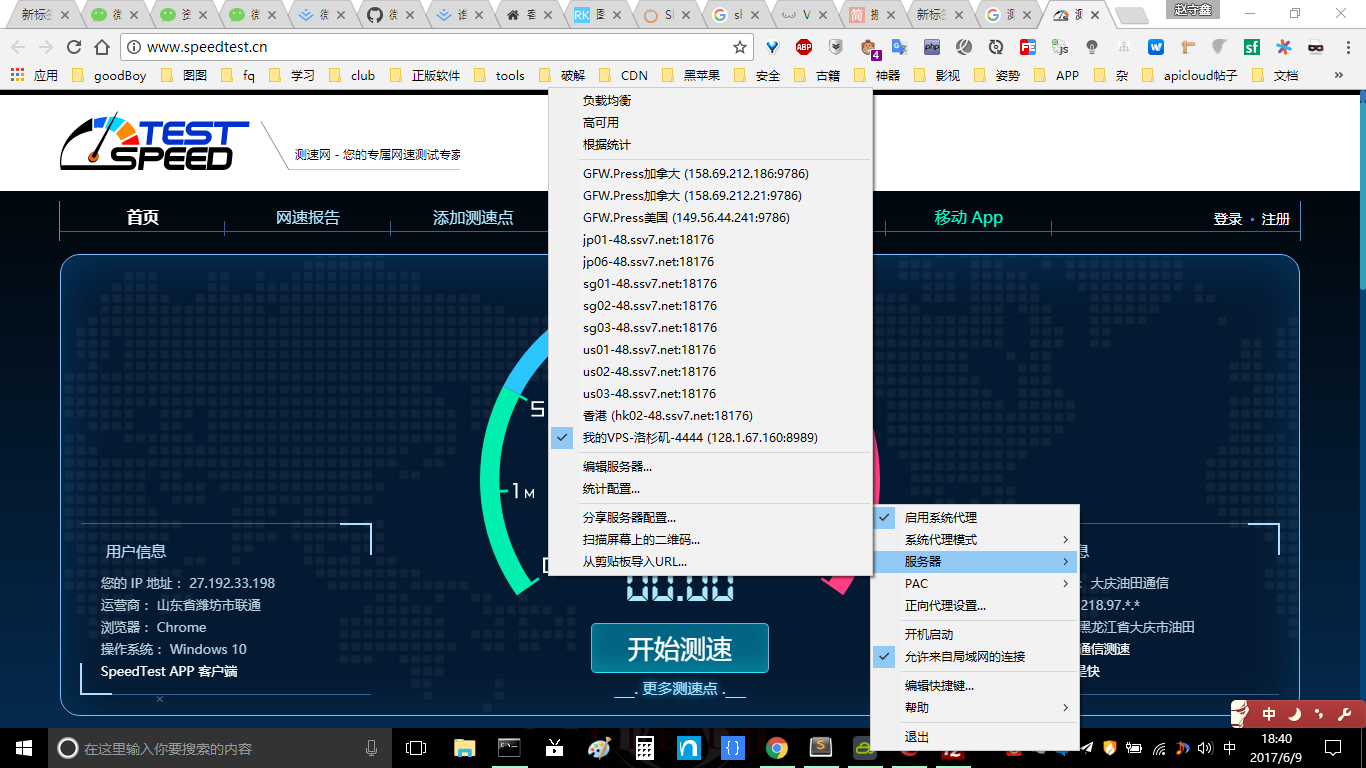 新标签
赵守鑫
www.speedtest.cn
ABP
4
php
FE
js
W
sf
应用
goodBoy
图图
fq
学习
club
正版软件
tools
破解
CDN
黑苹果
安全
古籍
神器
影视
姿势
APP
杂
apicloud帖子
文档
»
TEST
SPEED
测速网 - 您的专属网速测试专家
首页
网速报告
添加测速点
移动 App
登录 · 注册
负载均衡
高可用
根据统计
GFW.Press加拿大 (158.69.212.186:9786)
GFW.Press加拿大 (158.69.212.21:9786)
GFW.Press美国 (149.56.44.241:9786)
jp01-48.ssv7.net:18176
jp06-48.ssv7.net:18176
sg01-48.ssv7.net:18176
sg02-48.ssv7.net:18176
sg03-48.ssv7.net:18176
us01-48.ssv7.net:18176
us02-48.ssv7.net:18176
us03-48.ssv7.net:18176
香港 (hk02-48.ssv7.net:18176)
我的VPS-洛杉矶-4444 (128.1.67.160:8989)
编辑服务器...
统计配置...
分享服务器配置...
扫描屏幕上的二维码...
从剪贴板导入URL...
启用系统代理
系统代理模式
服务器
PAC
正向代理设置...
开机启动
允许来自局域网的连接
编辑快捷键...
帮助
退出
5
1 M
00.00
开始测速
___. 更多测速点 .___
用户信息
您的 IP 地址： 27.192.33.198
运营商： 山东省潍坊市联通
浏览器： Chrome
操作系统： Windows 10
SpeedTest APP 客户端
息
： 大庆油田通信
218.97.*.*
黑龙江省大庆市油田
通信测速
是快
中
在这里输入你要搜索的内容
中
18:40
2017/6/9